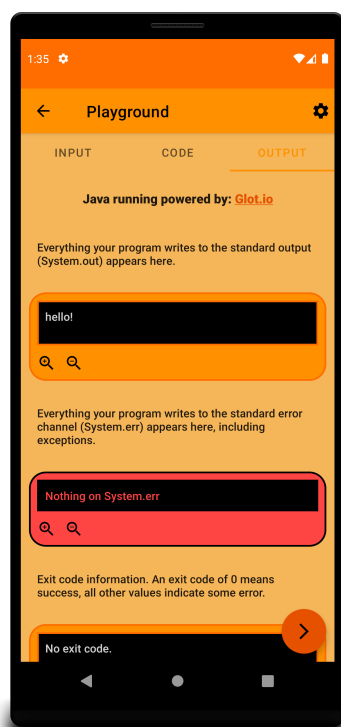 1:35
Playground
INPUT CODE OUTPUT
Java running powered by: Glot.io
Everything your program writes to the standard output
(System.out) appears here.
hello!
Everything your program writes to the standard error
channel (System.err) appears here, including
exceptions.
Nothing on System.err
Exit code information. An exit code of 0 means
success, all other values indicate some error.
No exit code.